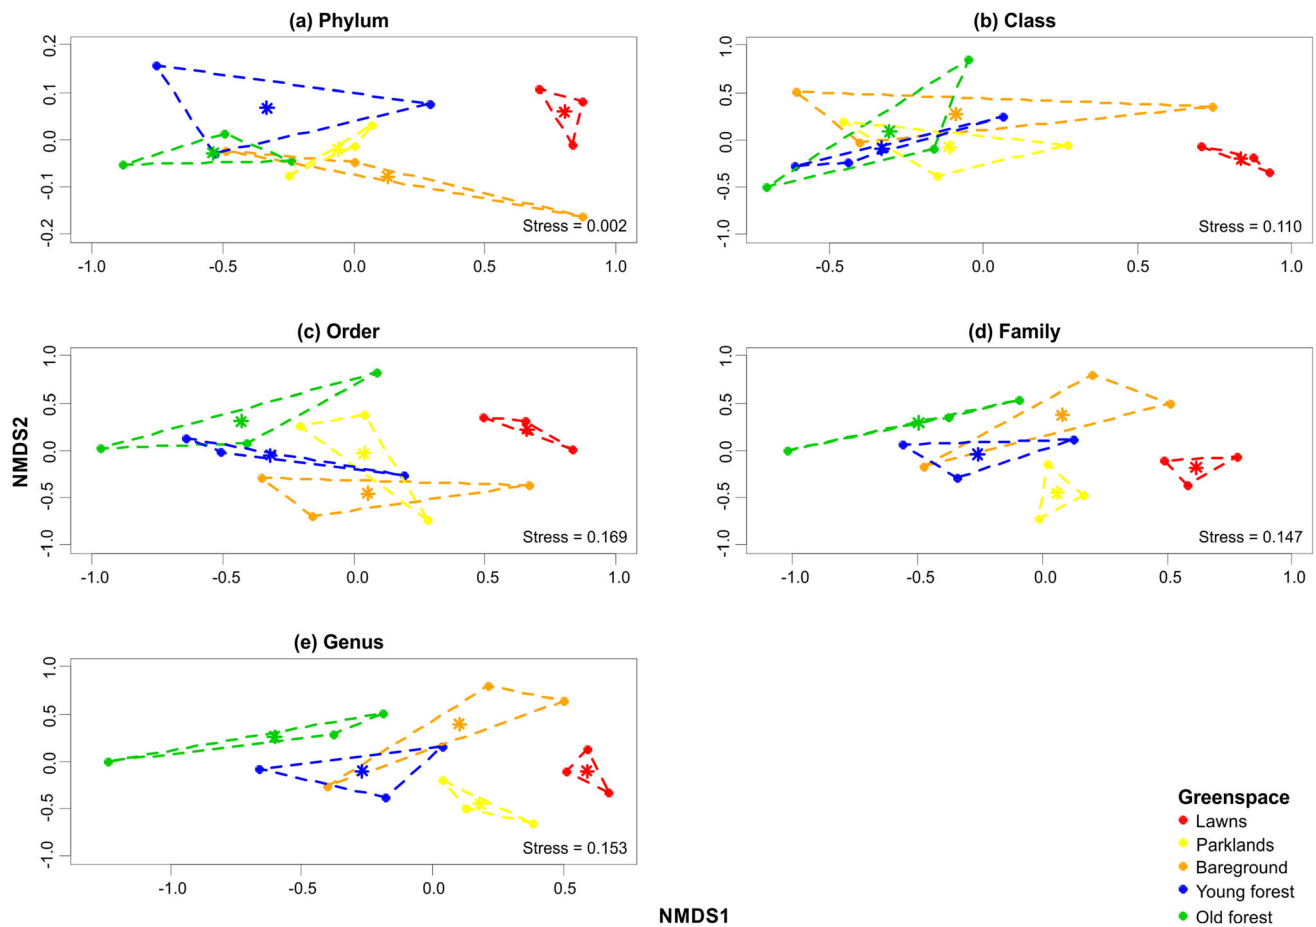 (a) Phylum
0.2
0.1
0.0
-0.1
-0.2
Stress = 0.002
-1.0 -0.5 0.0 0.5 1.0
(b) Class
1.0
0.5
0.0
-0.5
-1.0
Stress = 0.110
-0.5 0.0 0.5 1.0
(c) Order
1.0
0.5
0.0
-0.5
-1.0
Stress = 0.169
-1.0 -0.5 0.0 0.5 1.0
(d) Family
1.0
0.5
0.0
-0.5
-1.0
Stress = 0.147
-1.0 -0.5 0.0 0.5 1.0
NMDS2
(e) Genus
1.0
0.5
0.0
-0.5
-1.0
Stress = 0.153
-1.0 -0.5 0.0 0.5
NMDS1
Greenspace
Lawns
Parklands
Bareground
Young forest
Old forest